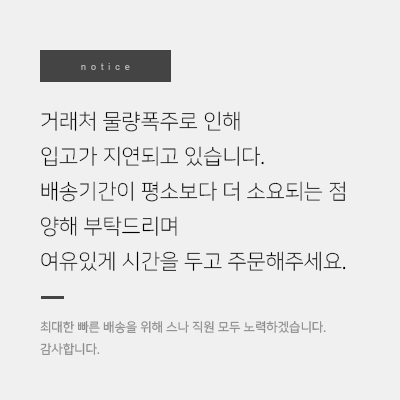 notice
거래처 물량폭주로 인해
입고가 지연되고 있습니다.
배송기간이 평소보다 더 소요되는 점
양해 부탁드리며
여유있게 시간을 두고 주문해주세요.
최대한 빠른 배송을 위해 스나 직원 모두 노력하겠습니다.
감사합니다.